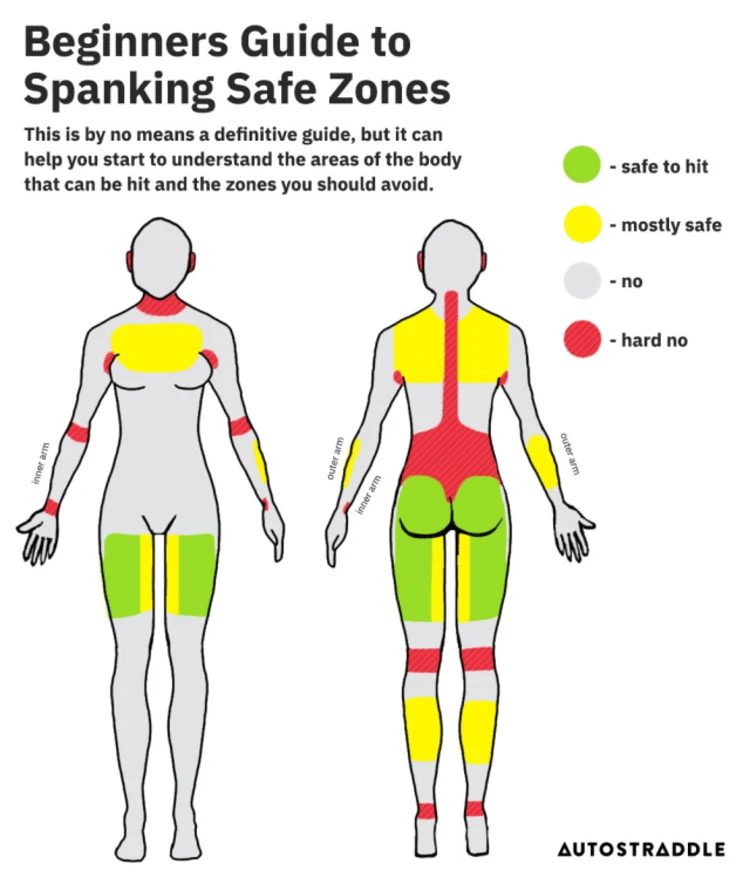 Beginners Guide to
Spanking Safe Zones
This is by no means a definitive guide, but it can
help you start to understand the areas of the body
that can be hit and the zones you should avoid.
- safe to hit
- mostly safe
- no
- hard no
inner arm
outer arm
inner arm
outer arm
AUTOSTRADDLE